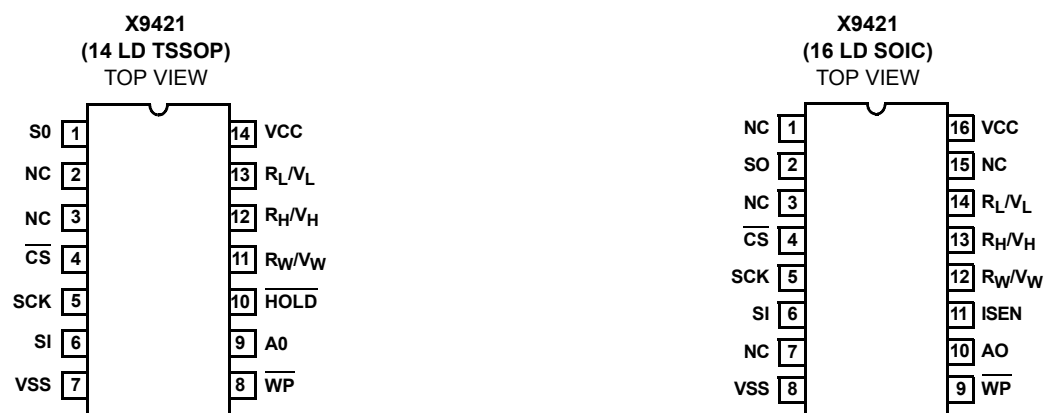 X9421
(14 LD TSSOP)
TOP VIEW
S0 1 14 VCC
NC 2 13 RL/VL
NC 3 12 RH/VH
CS 4 11 RW/VW
SCK 5 10 HOLD
SI 6 9 A0
VSS 7 8 WP
X9421
(16 LD SOIC)
TOP VIEW
NC 1 16 VCC
SO 2 15 NC
NC 3 14 RL/VL
CS 4 13 RH/VH
SCK 5 12 RW/VW
SI 6 11 ISEN
NC 7 10 AO
VSS 8 9 WP